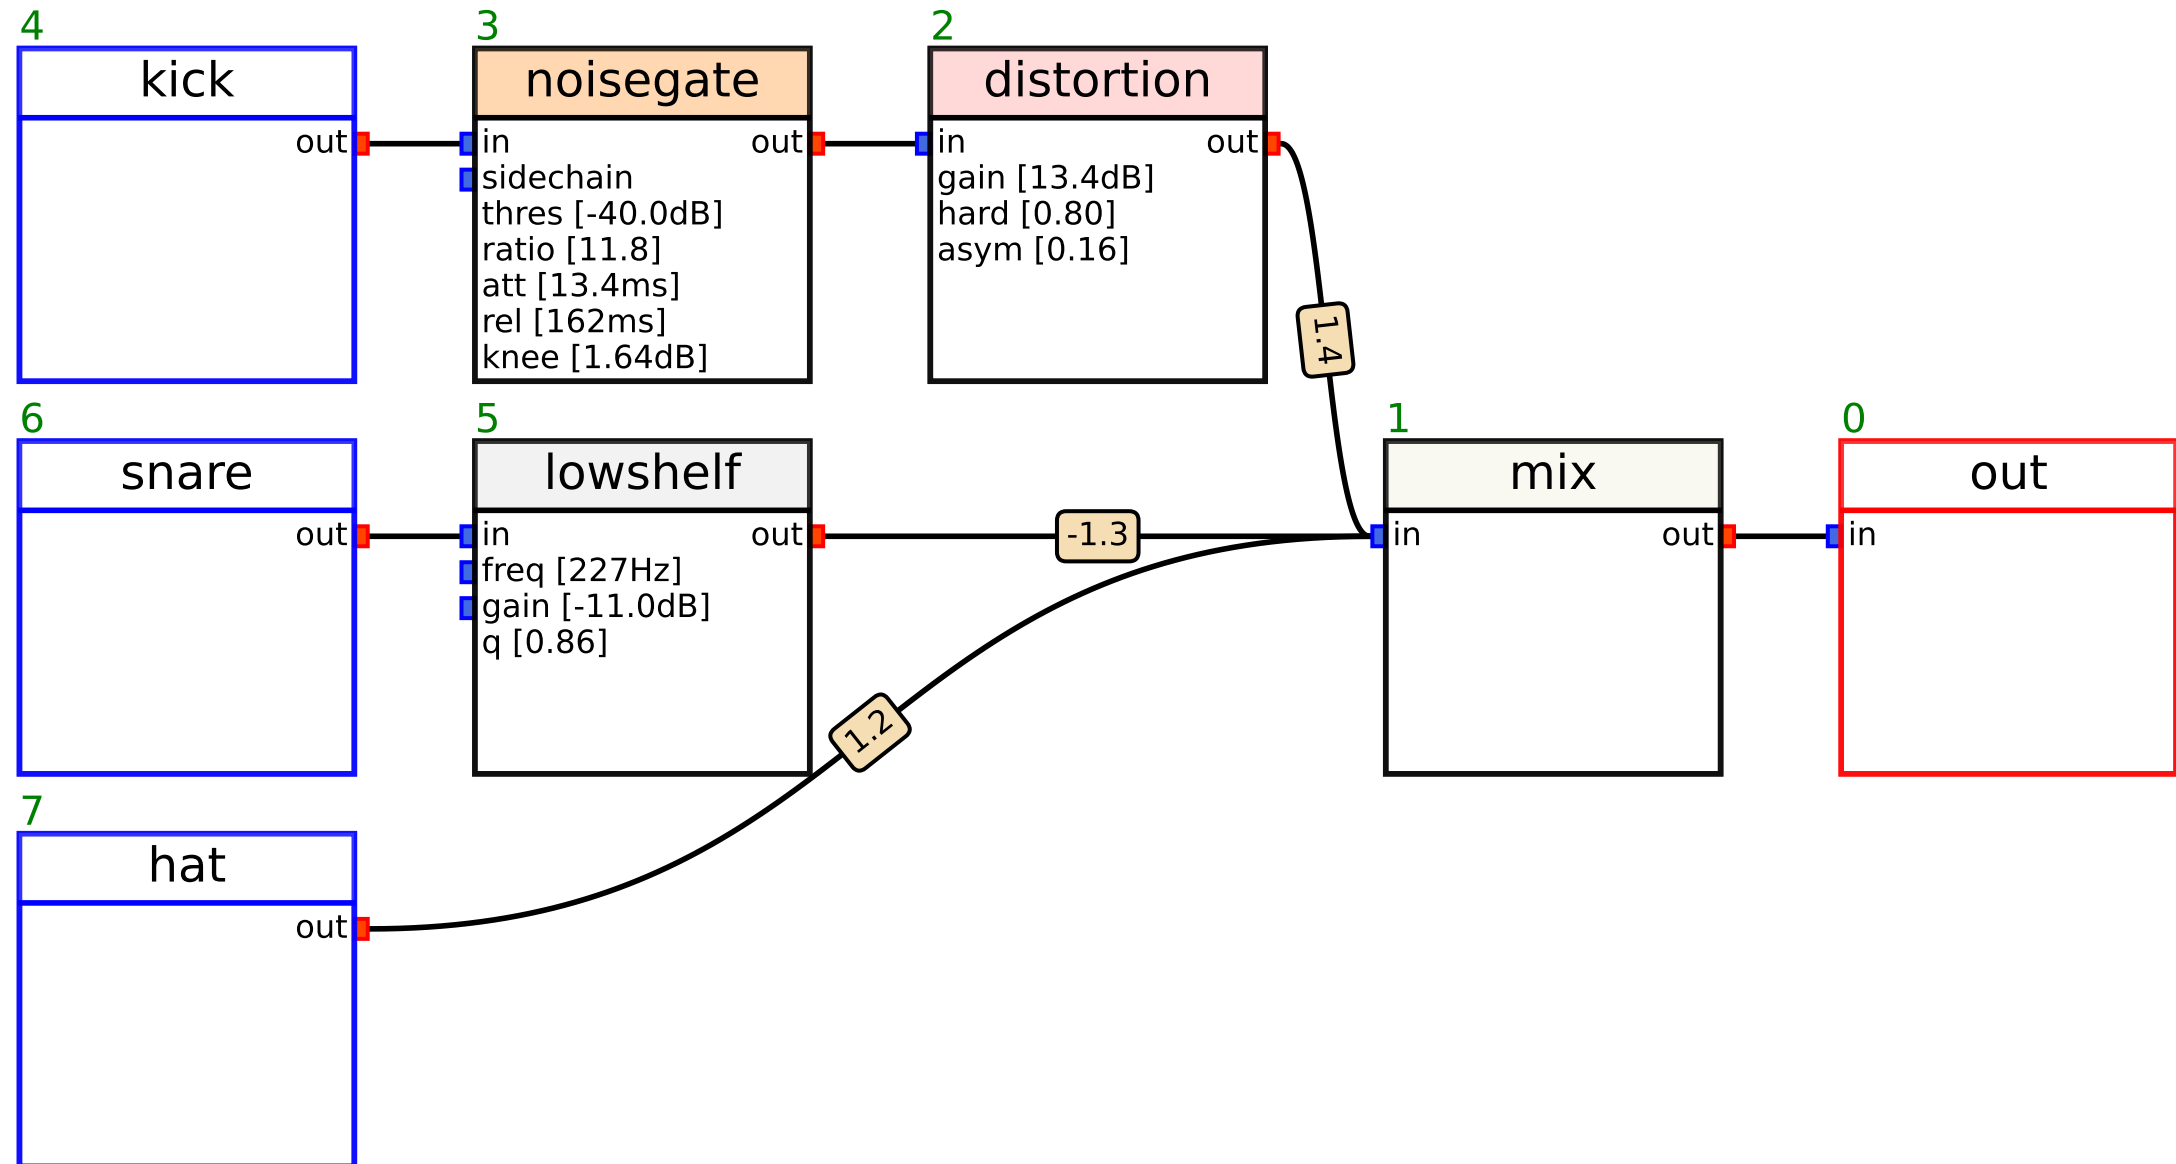 4
kick
out
3
noisegate
in
out
sidechain
thres [-40.0dB]
ratio [11.8]
att [13.4ms]
rel [162ms]
knee [1.64dB]
2
distortion
in
out
gain [13.4dB]
hard [0.80]
asym [0.16]
1.4
6
snare
out
5
lowshelf
in
out
freq [227Hz]
gain [-11.0dB]
q [0.86]
-1.3
1
mix
in
out
0
out
in
1.2
7
hat
out